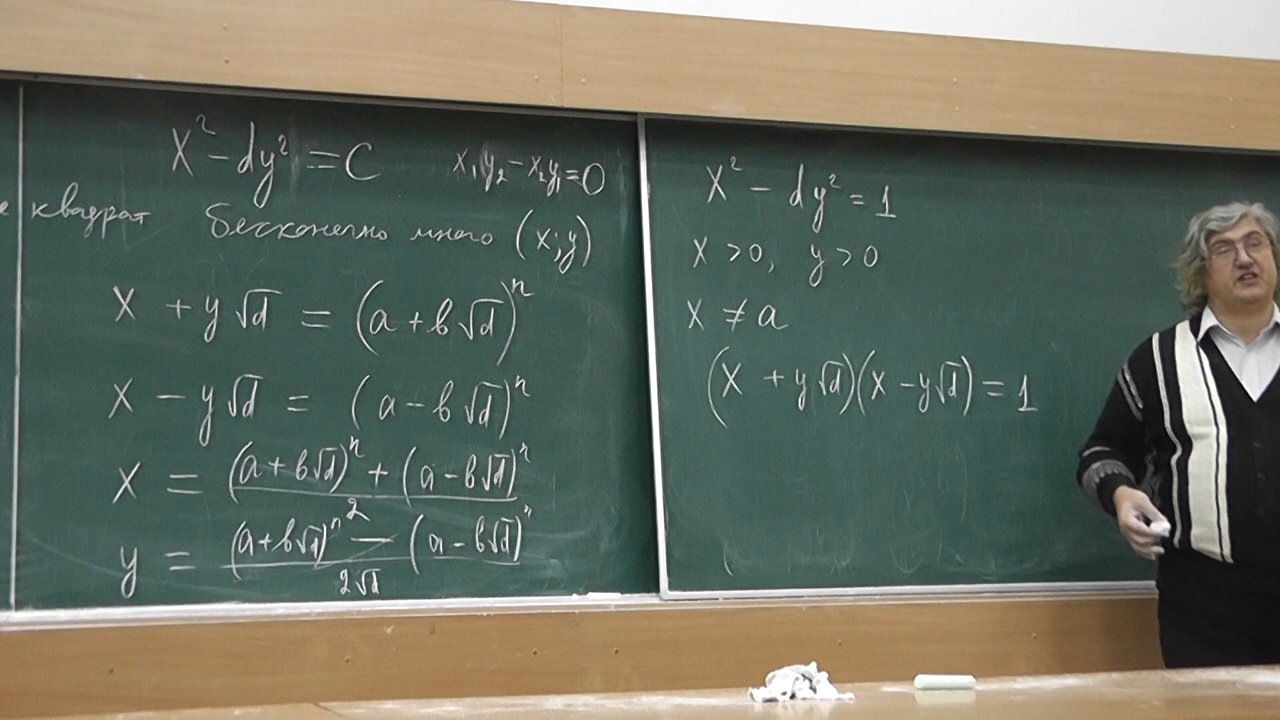 x² - dy² = C x₁y₂ - x₂y₁ = 0
е квадрат бесконечно много (x; y)
x + y√d = (a + b√d)ⁿ
x - y√d = (a - b√d)ⁿ
x = ((a + b√d)ⁿ + (a - b√d)ⁿ) / 2
y = ((a + b√d)ⁿ - (a - b√d)ⁿ) / 2√d
x² - dy² = 1
x > 0, y > 0
x ≠ a
(x + y√d)(x - y√d) = 1